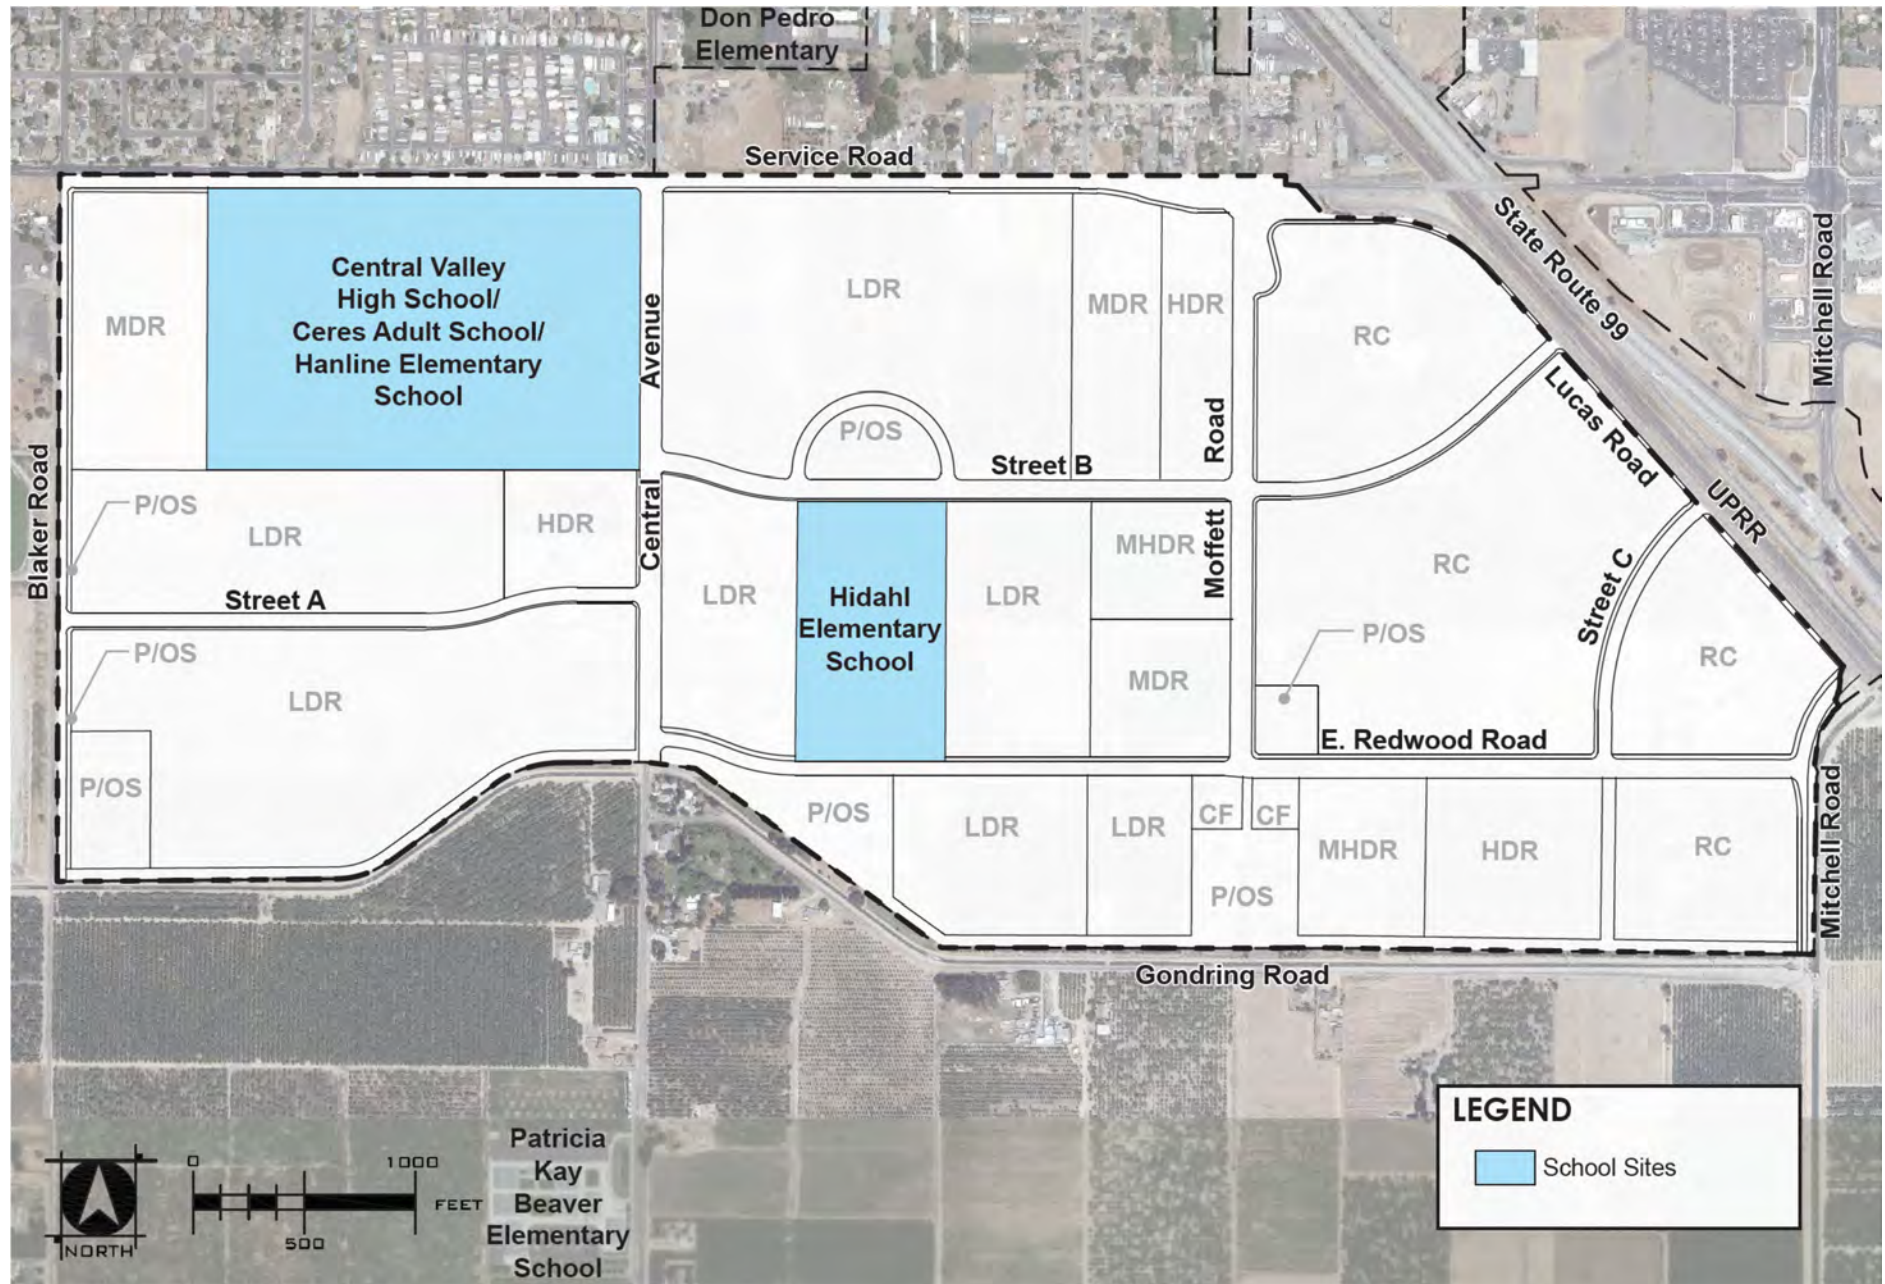 Don Pedro
Elementary
Service Road
State Route 99
Mitchell Road
Central Valley
High School/
Ceres Adult School/
Hanline Elementary
School
MDR
Avenue
LDR
MDR
HDR
RC
Road
Lucas Road
P/OS
Street B
UPRR
Blaker Road
P/OS
LDR
HDR
Central
MHDR
Moffett
RC
Street C
Street A
LDR
Hidahl
Elementary
School
LDR
P/OS
RC
P/OS
LDR
MDR
E. Redwood Road
P/OS
P/OS
LDR
LDR
CF
CF
MHDR
HDR
RC
P/OS
Mitchell Road
Gondring Road
LEGEND
School Sites
Patricia
Kay
Beaver
Elementary
School
NORTH
0
1000
FEET
500